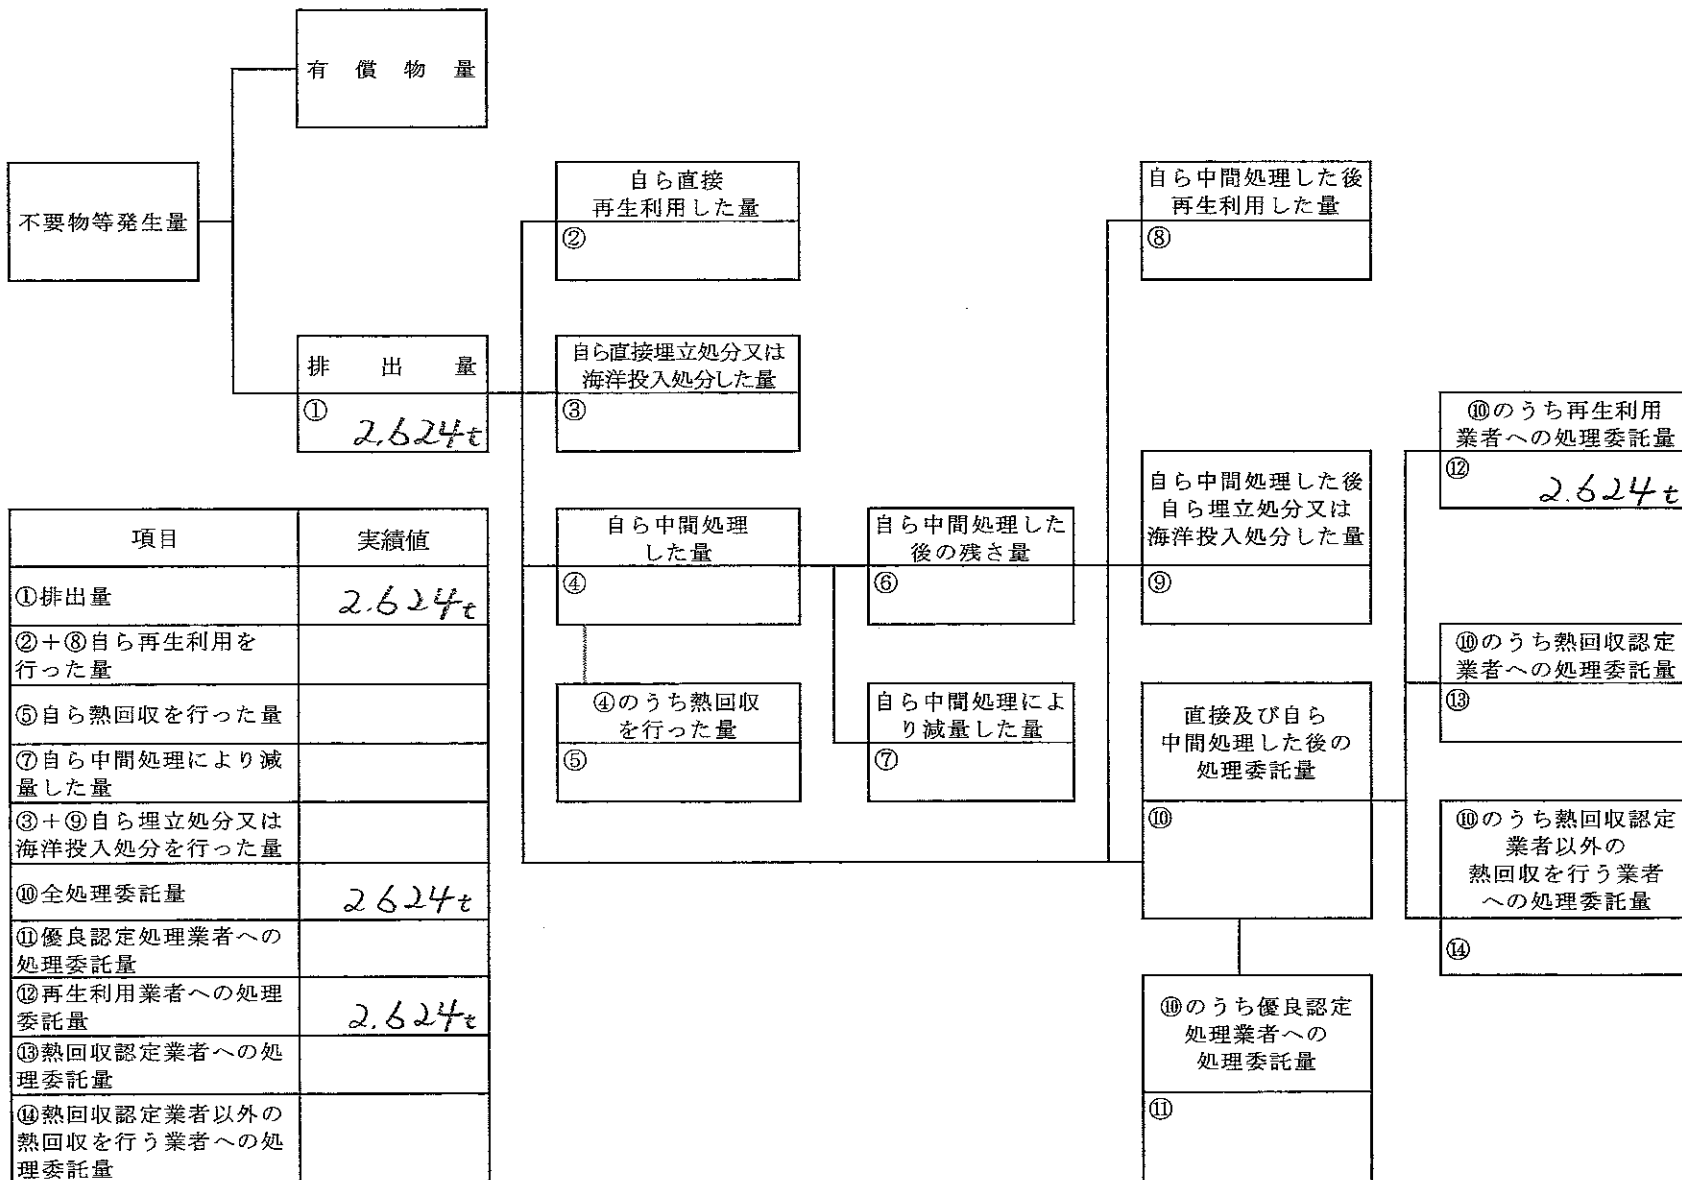 有償物量
不要物等発生量
自ら直接
再生利用した量
②
自ら中間処理した後
再生利用した量
⑧
排出量
①
2.624t
自ら直接埋立処分又は
海洋投入処分した量
③
⑩のうち再生利用
業者への処理委託量
⑫
2.624t
自ら中間処理
した量
④
自ら中間処理した
後の残さ量
⑥
自ら中間処理した後
自ら埋立処分又は
海洋投入処分した量
⑨
⑩のうち熱回収認定
業者への処理委託量
⑬
④のうち熱回収
を行った量
⑤
自ら中間処理によ
り減量した量
⑦
直接及び自ら
中間処理した後の
処理委託量
⑩
⑩のうち熱回収認定
業者以外の
熱回収を行う業者
への処理委託量
⑭
⑩のうち優良認定
処理業者への
処理委託量
⑪
項目 実績値
①排出量 2.624t
②+⑧自ら再生利用を
行った量
⑤自ら熱回収を行った量
⑦自ら中間処理により減
量した量
③+⑨自ら埋立処分又は
海洋投入処分を行った量
⑩全処理委託量 2624t
⑪優良認定処理業者への
処理委託量
⑫再生利用業者への処理
委託量 2.624t
⑬熱回収認定業者への処
理委託量
⑭熱回収認定業者以外の
熱回収を行う業者への処
理委託量